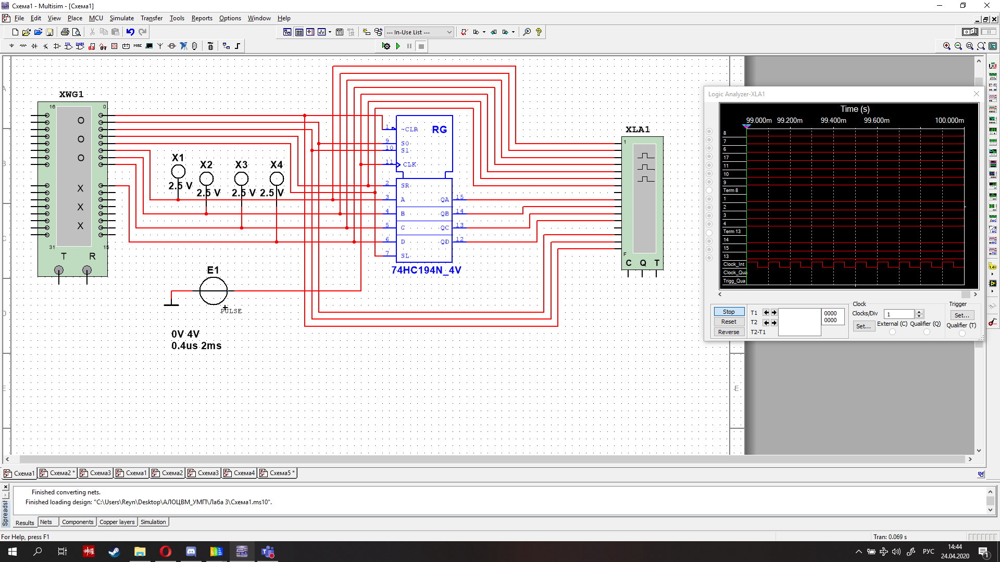 Схема1 - Multisim - [Схема1]
File Edit View Place MCU Simulate Transfer Tools Reports Options Window Help
--- In-Use List ---
XWG1
16 0
O
O
O
X
X
X
31 15
T R
X1
2.5 V
X2
2.5 V
X3
2.5 V
X4
2.5 V
E1
PULSE
0V 4V
0.4us 2ms
RG
1 ~CLR
9 S0
10 S1
11 CLK
2 SR
3 A QA 15
4 B QB 14
5 C QC 13
6 D QD 12
7 SL
74HC194N_4V
XLA1
1
F
C Q T
A
B
C
D
E
E
Logic Analyzer-XLA1
Time (s)
99.000m 99.200m 99.400m 99.600m 100.000m
8
7
6
17
11
10
9
Term 8
1
2
3
4
Term 13
14
15
13
Clock_Int
Clock_Qua
Trigg_Qua
Stop
Reset
Reverse
T1
T2
T2-T1
0000
0000
Clock
Clocks/Div 1
Set...
External (C)
Qualifier (Q)
Trigger
Set...
Qualifier (T)
Схема1 Схема2 * Схема3 Схема1 Схема2 Схема3 Схема4 Схема5 *
Spreadsl
Finished converting nets.
Finished loading design: "C:\Users\Reyn\Desktop\АЛОЦВМ_УМП\Лаба 3\Схема1.ms10".
Results Nets Components Copper layers Simulation
For Help, press F1
Tran: 0.069 s
РУС
14:44
24.04.2020
1